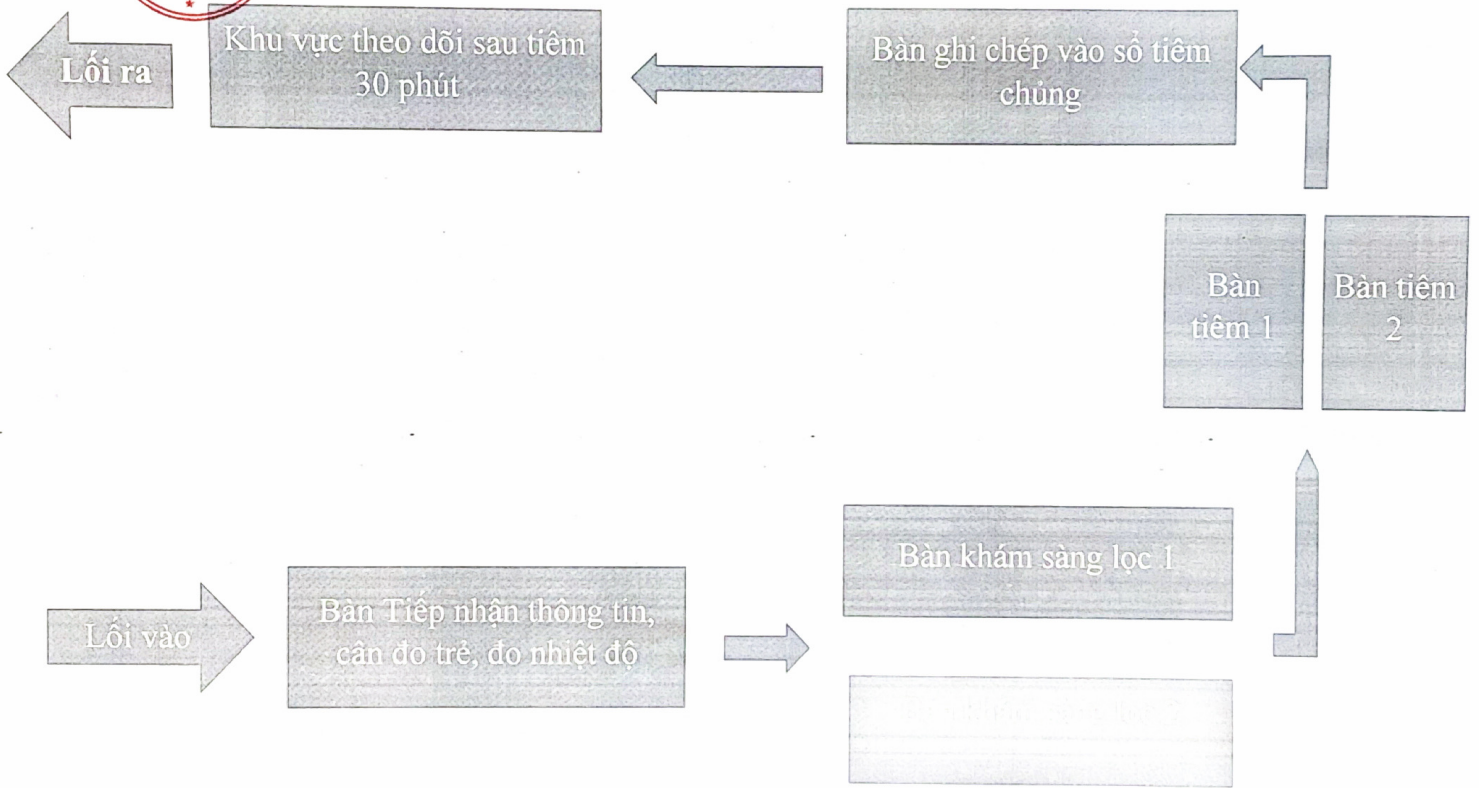 Lối ra
Khu vực theo dõi sau tiêm
30 phút
Bàn ghi chép vào sổ tiêm
chủng
Bàn
tiêm 1
Bàn tiêm
2
Bàn khám sàng lọc 1
Lối vào
Bàn Tiếp nhận thông tin,
cân đo trẻ, đo nhiệt độ